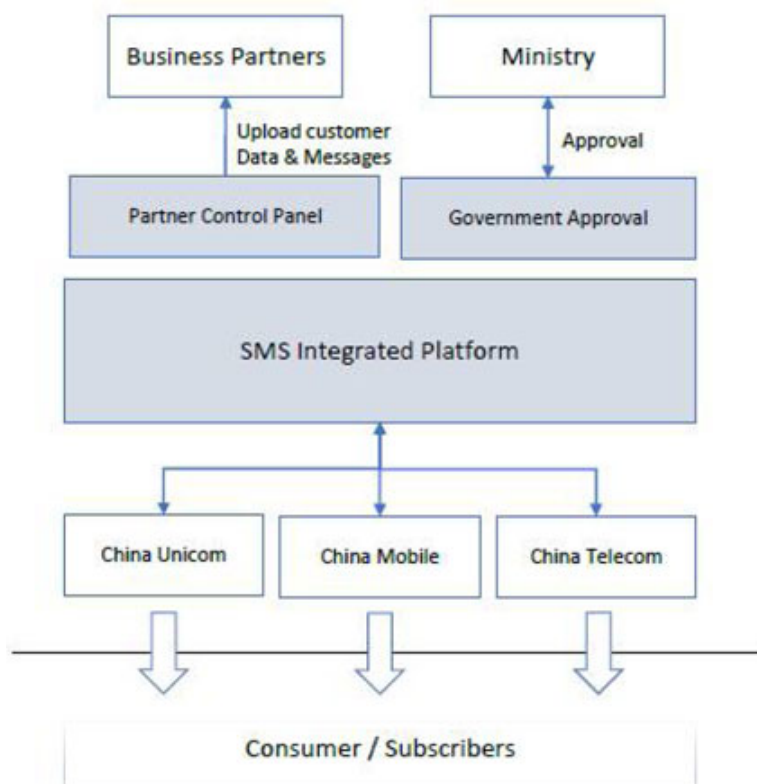 Business Partners
Ministry
Upload customer
Data & Messages
Approval
Partner Control Panel
Government Approval
SMS Integrated Platform
China Unicom
China Mobile
China Telecom
Consumer / Subscribers